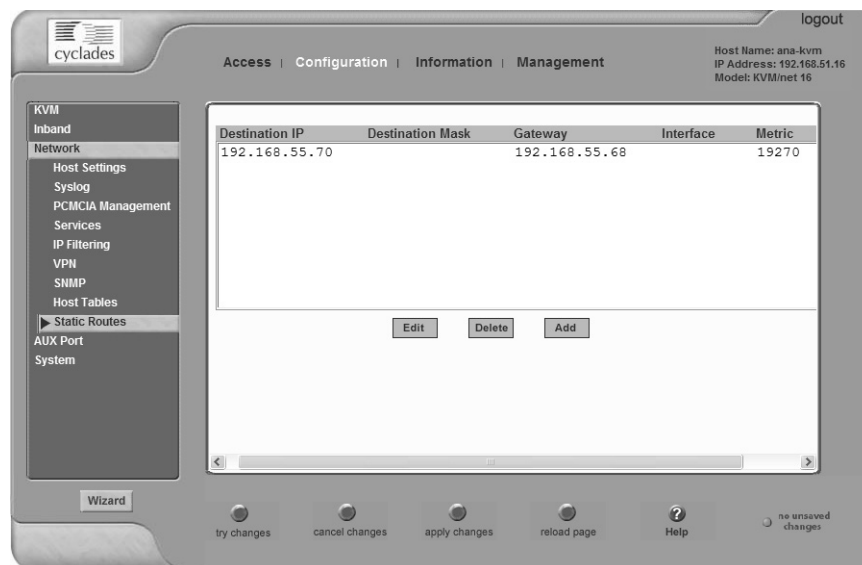 logout
cyclades
Access | Configuration | Information | Management
Host Name: ana-kvm
IP Address: 192.168.51.16
Model: KVM/net 16
KVM
Inband
Network
Host Settings
Syslog
PCMCIA Management
Services
IP Filtering
VPN
SNMP
Host Tables
Static Routes
AUX Port
System
Destination IP Destination Mask Gateway Interface Metric
192.168.55.70 192.168.55.68 19270
Edit Delete Add
Wizard
try changes cancel changes apply changes reload page ? Help no unsaved changes